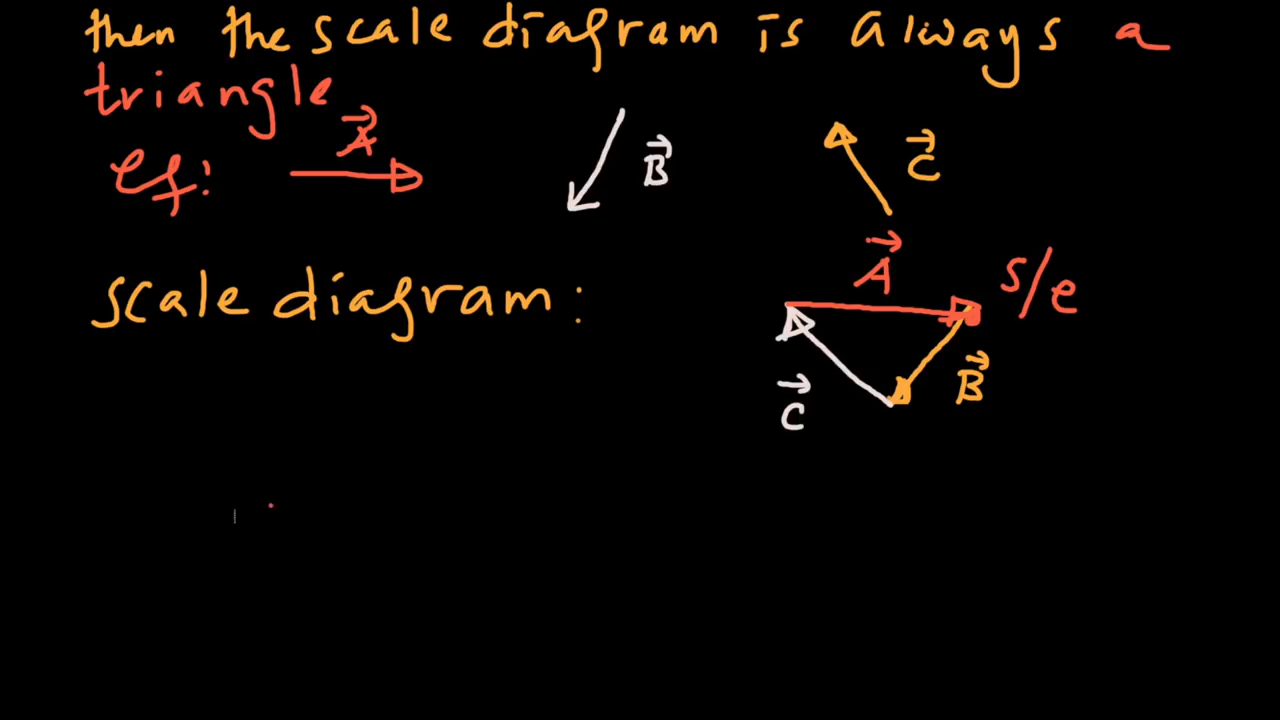 then the scale diagram is always a
triangle
eg: A B C
scale diagram: A s/e
B
C